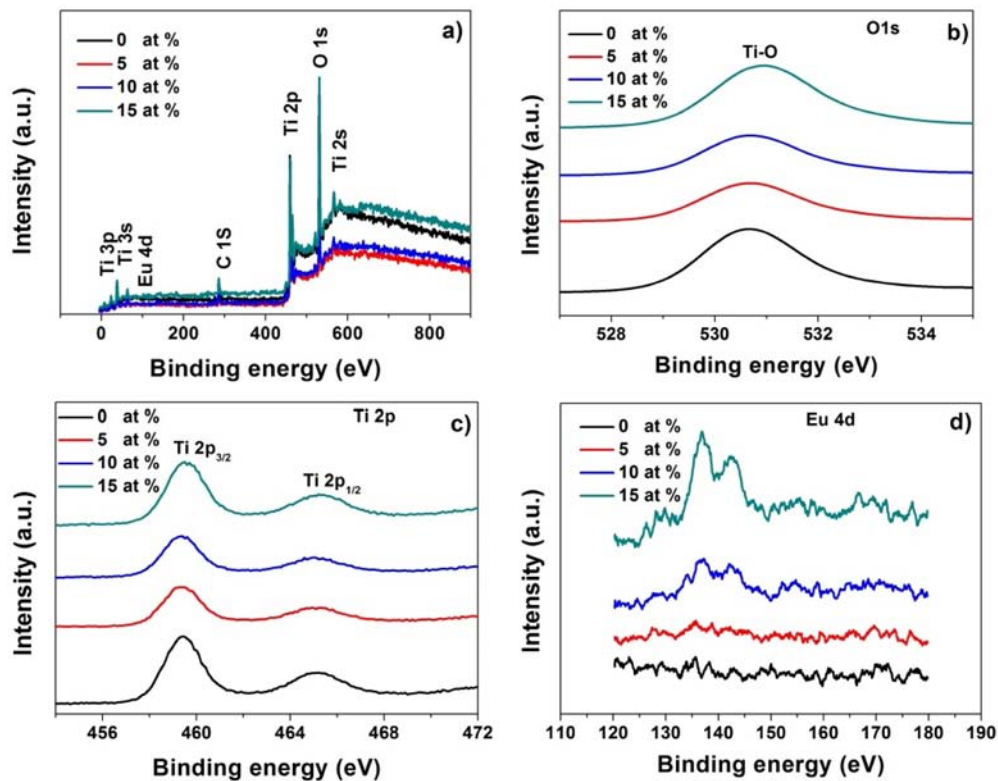 a)
0 at %
5 at %
10 at %
15 at %
Ti 3p
Ti 3s
Eu 4d
C 1S
Ti 2p
O 1s
Ti 2s
Intensity (a.u.)
0 200 400 600 800
Binding energy (eV)
b)
O1s
0 at %
5 at %
10 at %
15 at %
Ti-O
Intensity (a.u.)
528 530 532 534
Binding energy (eV)
c)
Ti 2p
0 at %
5 at %
10 at %
15 at %
Ti 2p3/2
Ti 2p1/2
Intensity (a.u.)
456 460 464 468 472
Binding energy (eV)
d)
Eu 4d
0 at %
5 at %
10 at %
15 at %
Intensity (a.u.)
110 120 130 140 150 160 170 180 190
Binding energy (eV)